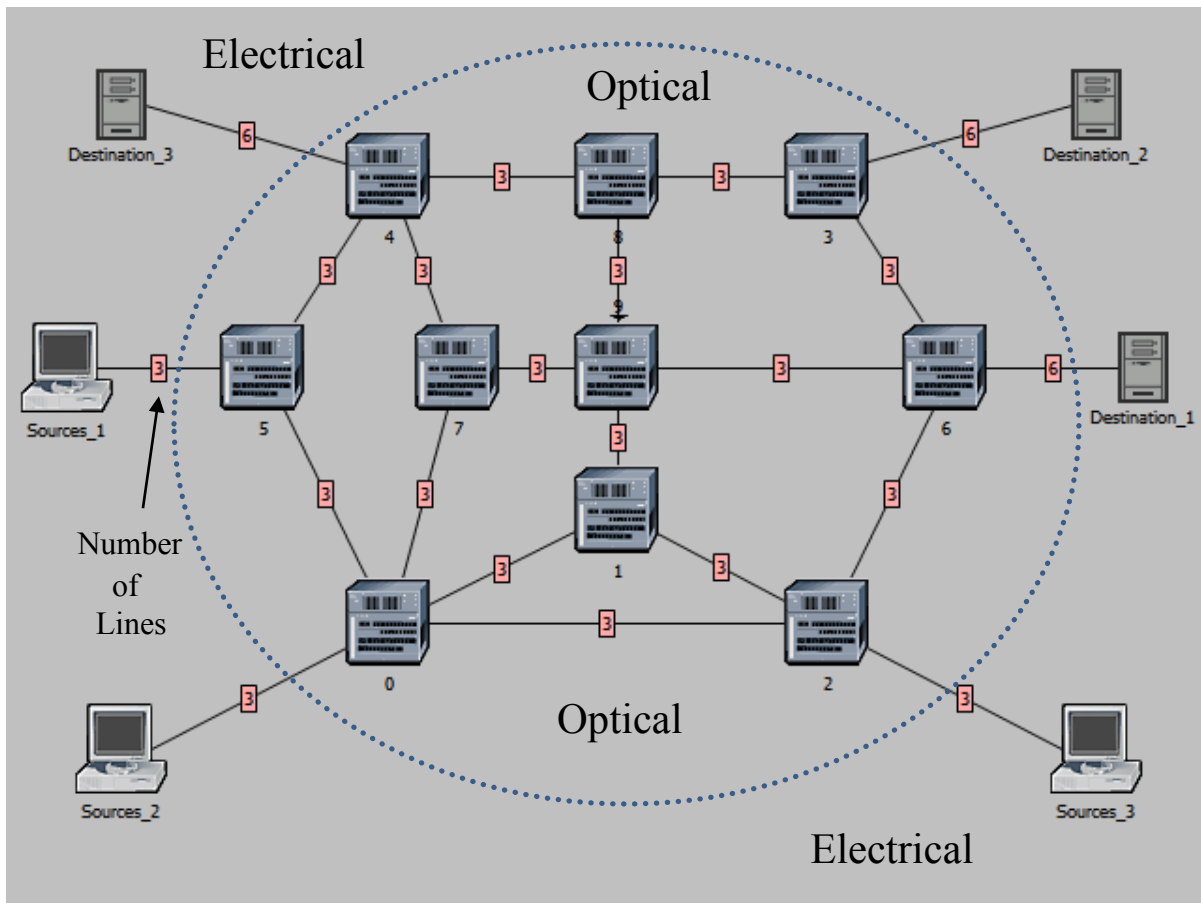 Electrical
Optical
6
6
Destination_3
Destination_2
3
3
4
8
3
3
3
3
3
9
3
3
3
6
Sources_1
5
7
6
Destination_1
3
Number
of
Lines
3
3
3
3
3
1
3
0
2
3
3
Optical
Sources_2
Sources_3
Electrical